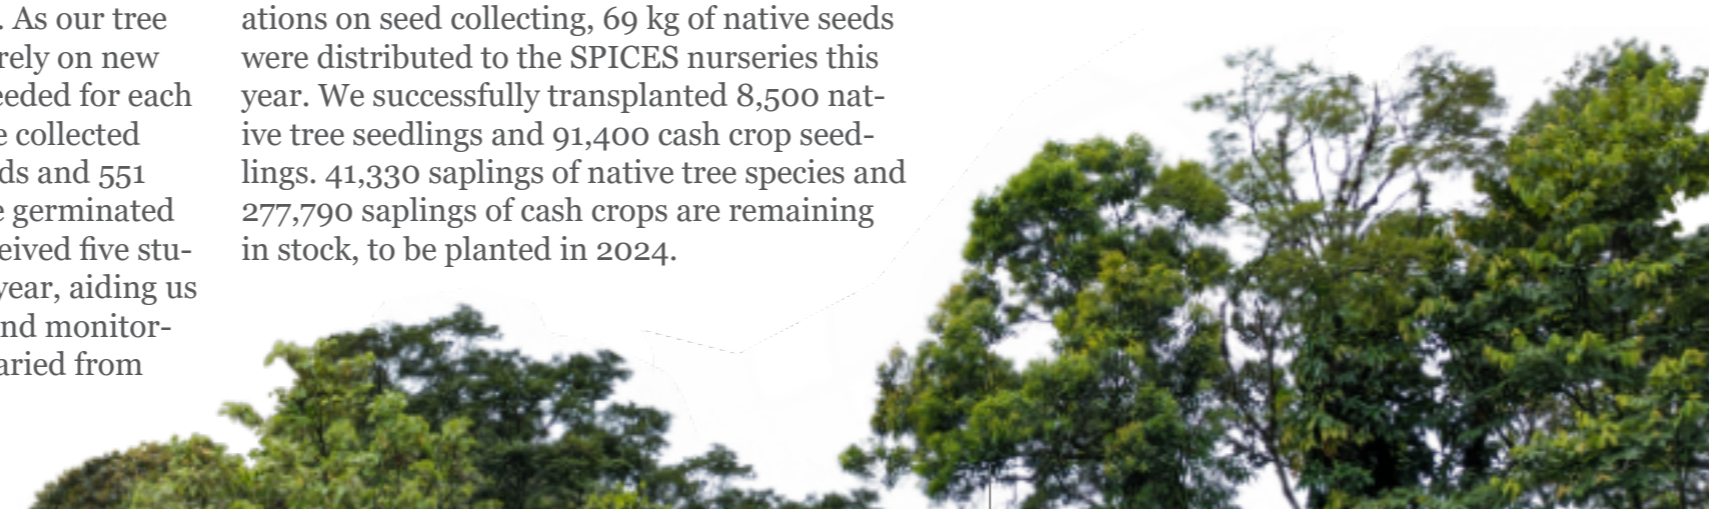 . As our tree
rely on new
eeded for each
e collected
ds and 551
e germinated
eived five stu-
year, aiding us
nd monitor-
aried from
ations on seed collecting, 69 kg of native seeds
were distributed to the SPICES nurseries this
year. We successfully transplanted 8,500 nat-
ive tree seedlings and 91,400 cash crop seed-
lings. 41,330 saplings of native tree species and
277,790 saplings of cash crops are remaining
in stock, to be planted in 2024.